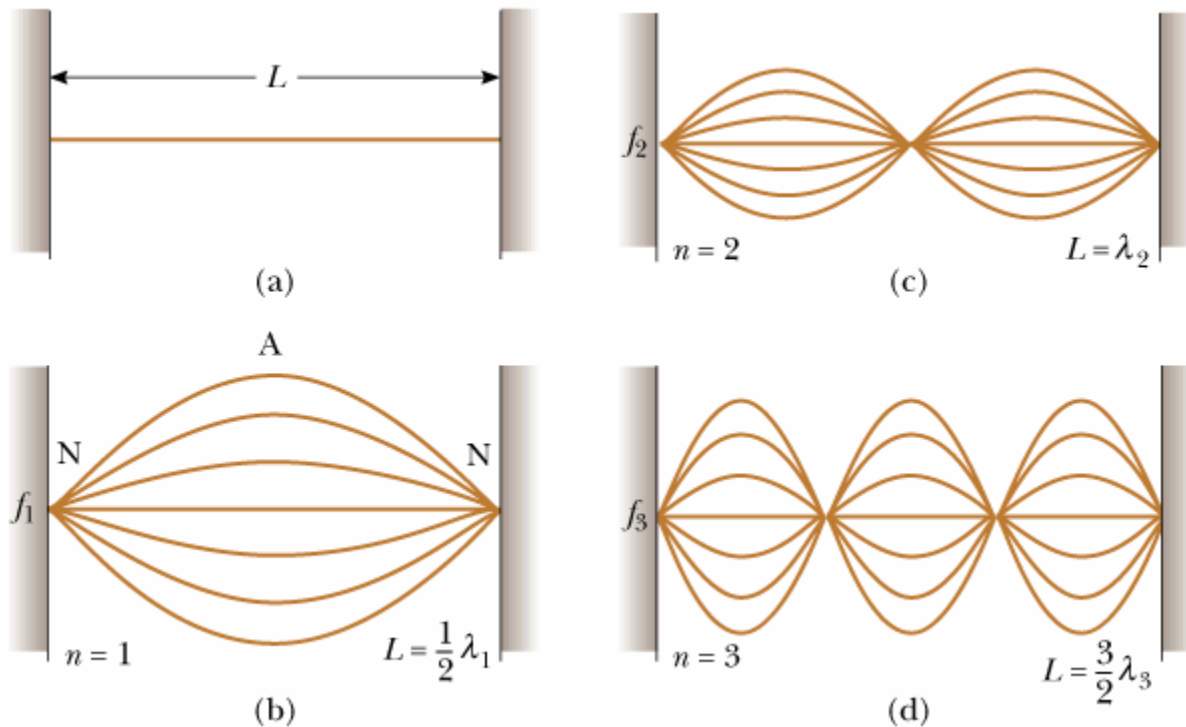 L
(a)
A
N
N
f₁
n = 1
L = 1/2 λ₁
(b)
f₂
n = 2
L = λ₂
(c)
f₃
n = 3
L = 3/2 λ₃
(d)